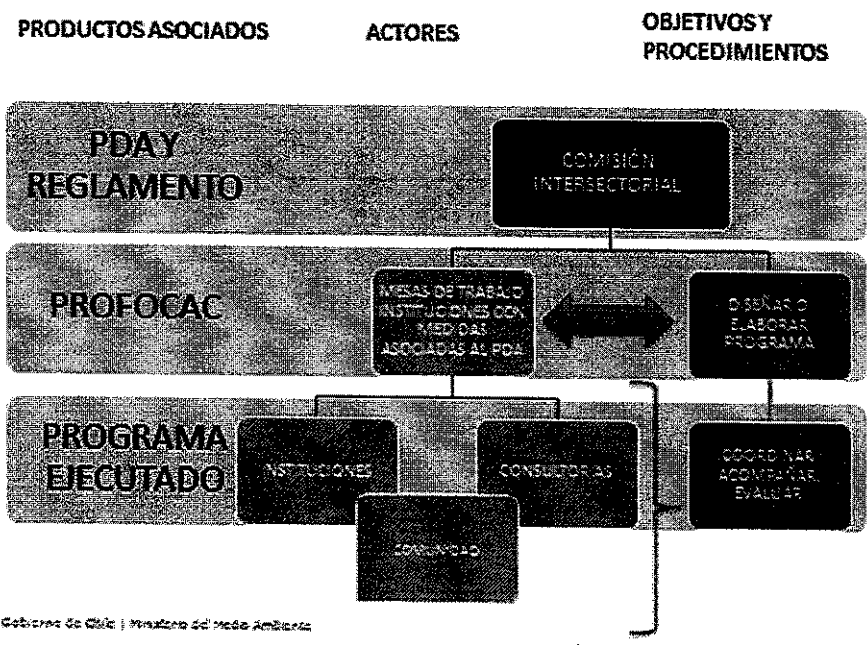 PRODUCTOS ASOCIADOS
ACTORES
OBJETIVOS Y
PROCEDIMIENTOS
PDA Y
REGLAMENTO
COMISIÓN
INTERSECTORIAL
PROFOCAC
MESAS DE TRABAJO
INSTITUCIONES CON
MEDIDAS
ASOCIADAS AL PDA
DISEÑAR O
ELABORAR
PROGRAMA
PROGRAMA
EJECUTADO
INSTITUCIONES
CONSULTORIAS
COORDINAR
ACOMPAÑAR
EVALUAR
COMUNIDAD
Gobierno de Chile | Ministerio del Medio Ambiente